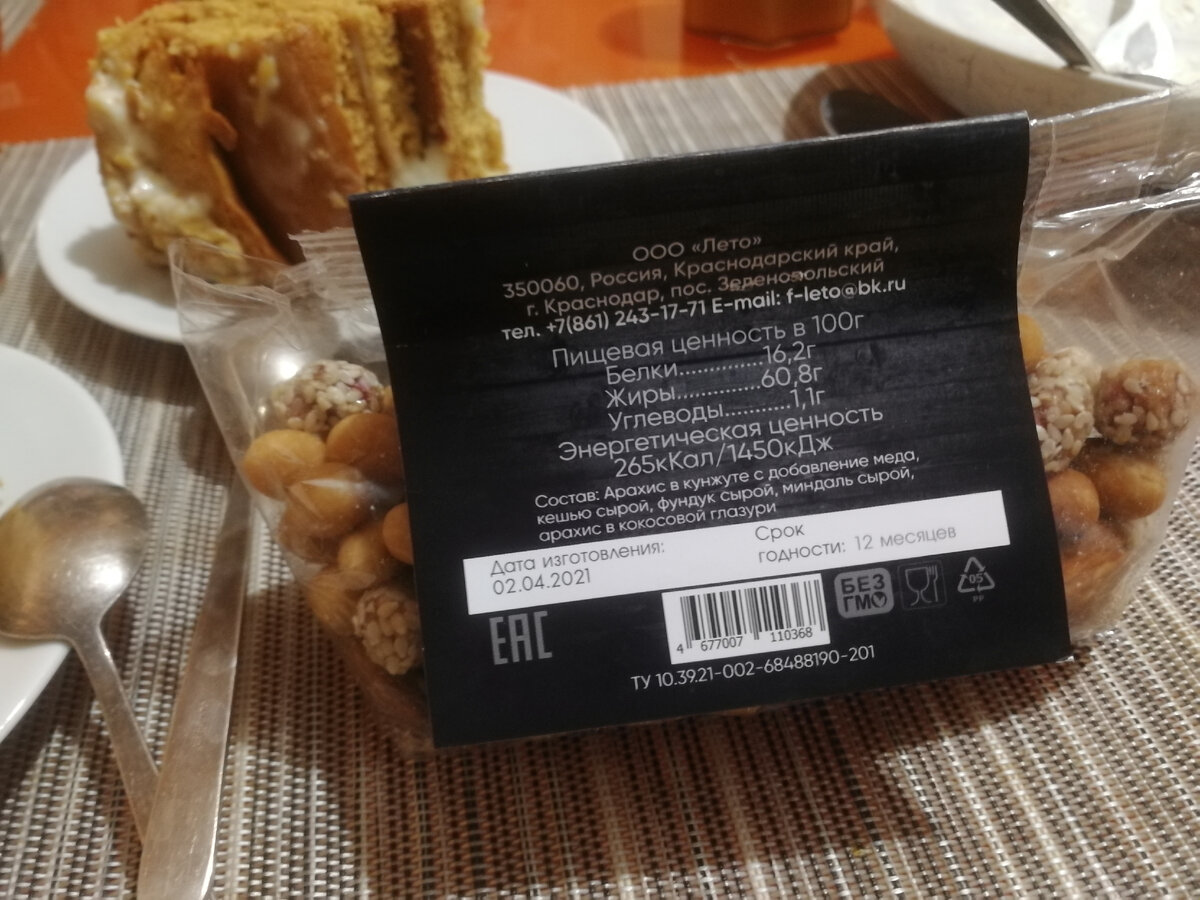 ООО «Лето»
350060, Россия, Краснодарский край,
г. Краснодар, пос. Зеленопольский
тел. +7(861) 243-17-71 E-mail: f-leto@bk.ru
Пищевая ценность в 100г
Белки..............16,2г
Жиры.............60,8г
Углеводы...........1,1г
Энергетическая ценность
265кКал/1450кДж
Состав: Арахис в кунжуте с добавление меда,
кешью сырой, фундук сырой, миндаль сырой,
арахис в кокосовой глазури
Дата изготовления:
02.04.2021
Срок
годности: 12 месяцев
EAC
4 677007 110368
БЕЗ
ГМО
05
PP
ТУ 10.39.21-002-68488190-201